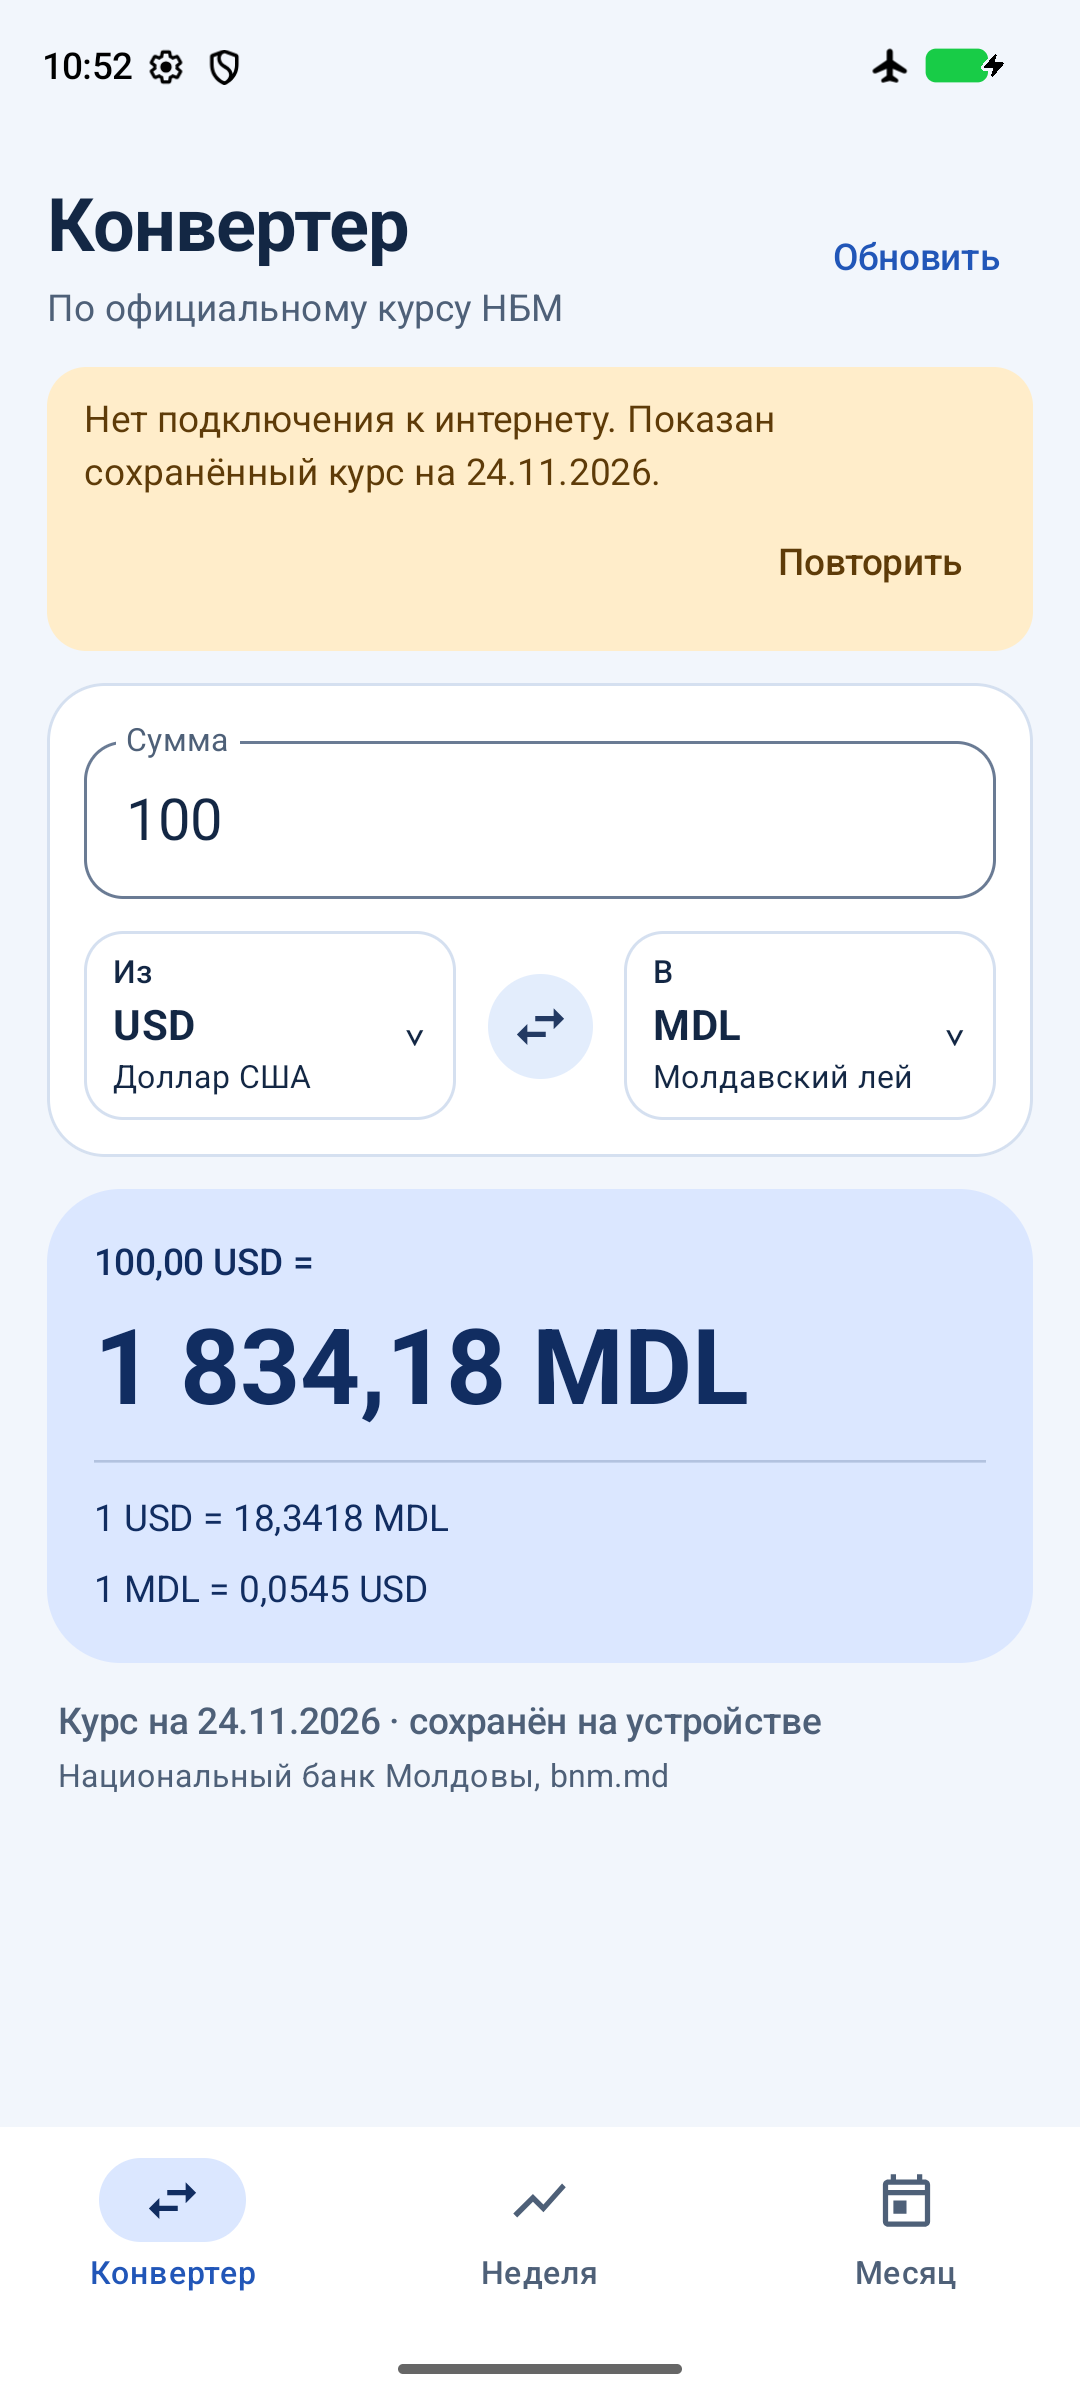 10:52
Конвертер
Обновить
По официальному курсу НБМ
Нет подключения к интернету. Показан
сохранённый курс на 24.11.2026.
Повторить
Сумма
100
Из
USD
Доллар США
В
MDL
Молдавский лей
100,00 USD =
1 834,18 MDL
1 USD = 18,3418 MDL
1 MDL = 0,0545 USD
Курс на 24.11.2026 · сохранён на устройстве
Национальный банк Молдовы, bnm.md
Конвертер
Неделя
Месяц